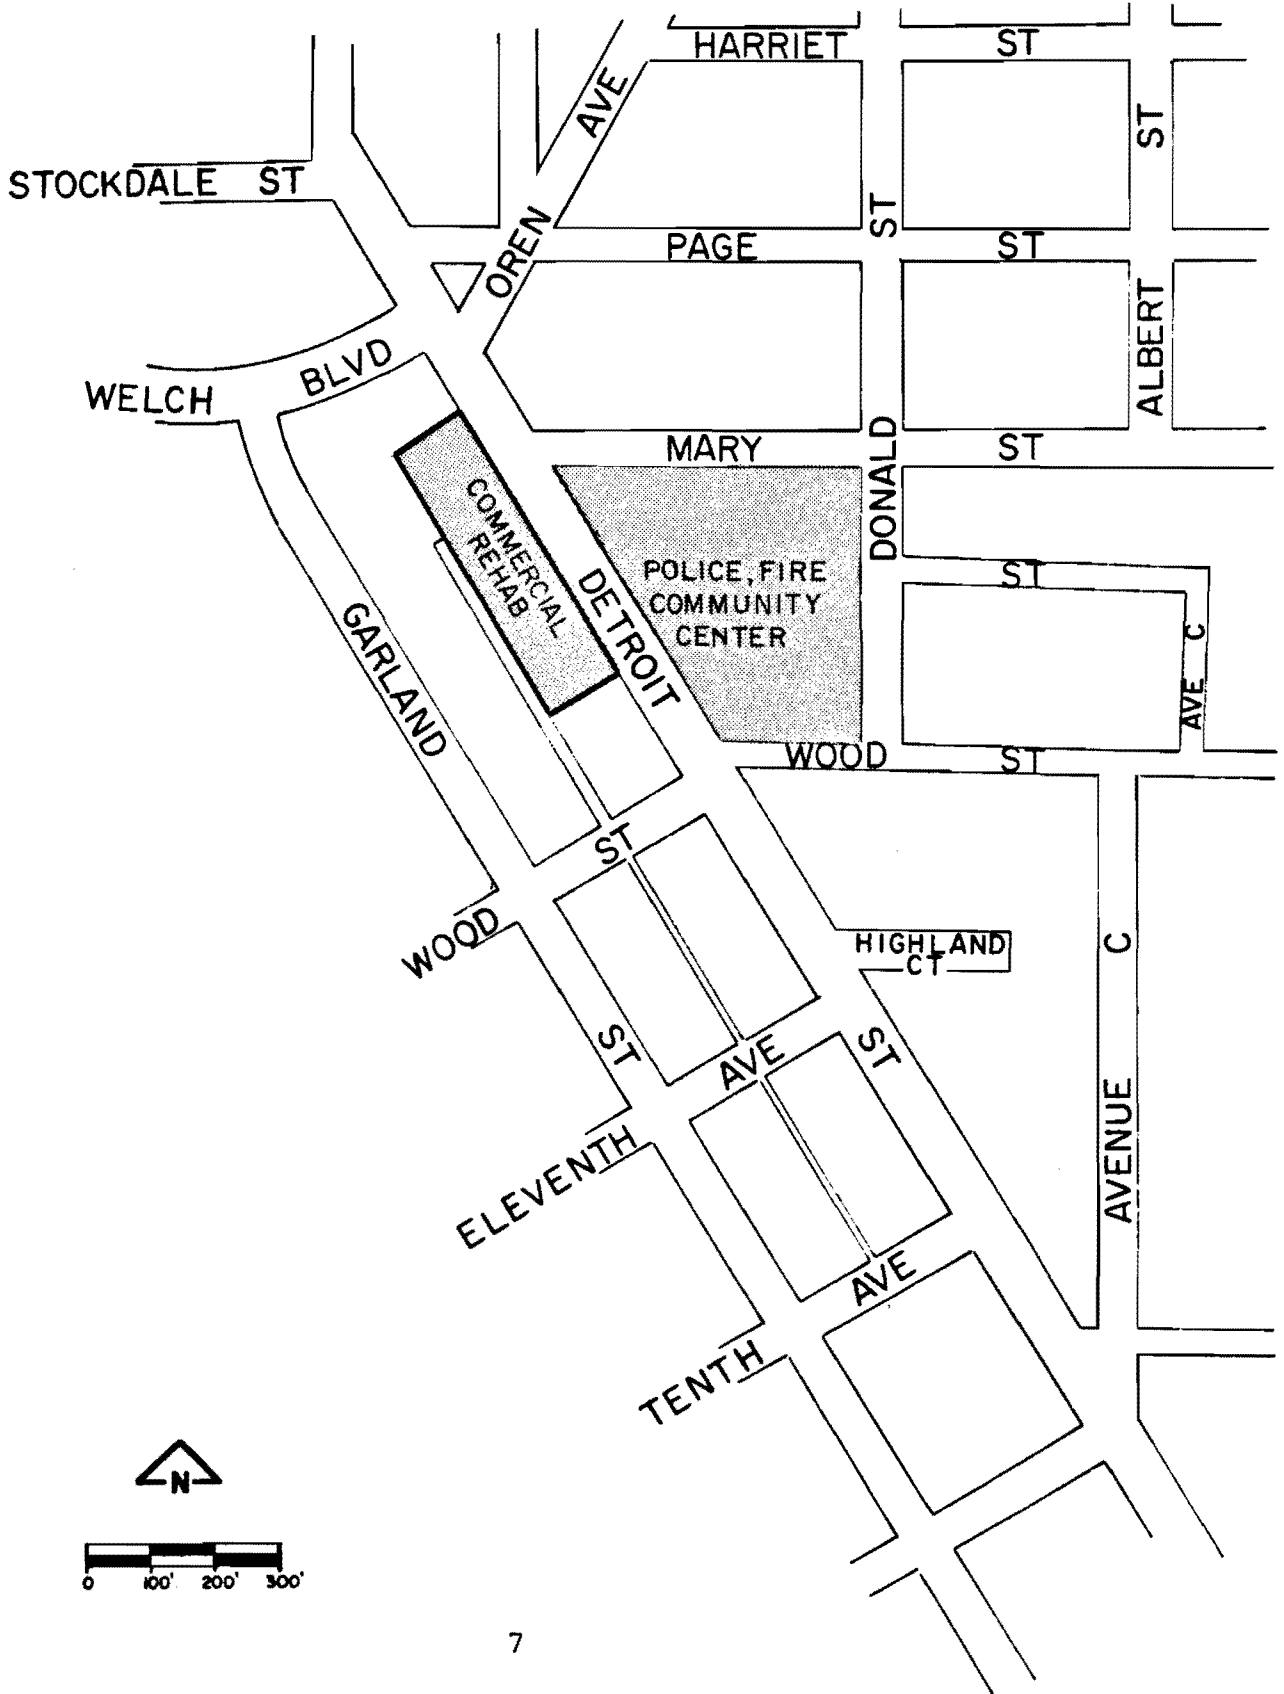 HARRIET ST
AVE
ST
STOCKDALE ST
ST
OREN
PAGE ST
ALBERT
BLVD
WELCH
DONALD
MARY ST
COMMERCIAL
REHAB
POLICE, FIRE
COMMUNITY
CENTER
ST
DETROIT
GARLAND
AVE C
WOOD ST
ST
WOOD
HIGHLAND
CT
AVENUE C
ST
AVE
ST
ELEVENTH
AVE
TENTH
N
0 100' 200' 300'
7